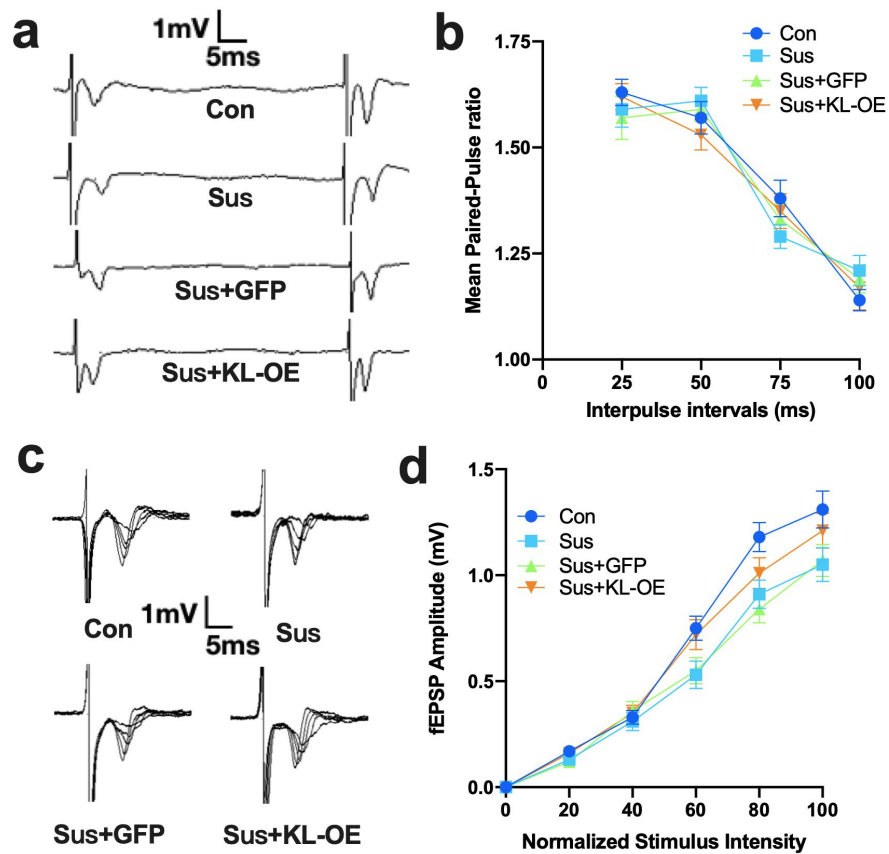 a
1mV
5ms
Con
Sus
Sus+GFP
Sus+KL-OE
b
Con
Sus
Sus+GFP
Sus+KL-OE
Mean Paired-Pulse ratio
1.75
1.50
1.25
1.00
0 25 50 75 100
Interpulse intervals (ms)
c
Con
1mV
5ms
Sus
Sus+GFP
Sus+KL-OE
d
Con
Sus
Sus+GFP
Sus+KL-OE
fEPSP Amplitude (mV)
1.5
1.0
0.5
0.0
0 20 40 60 80 100
Normalized Stimulus Intensity